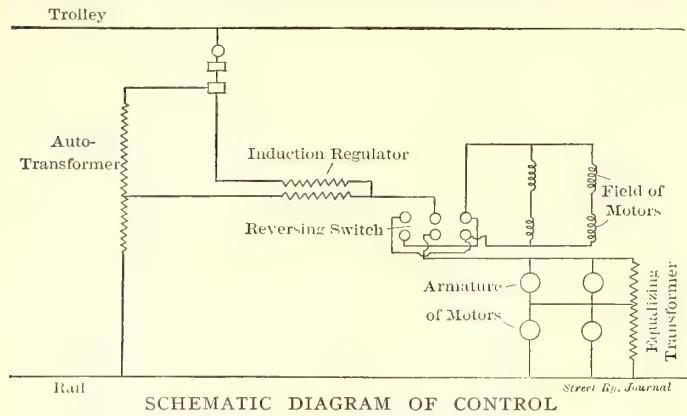 Trolley
Auto-
Transformer
Induction Regulator
Reversing Switch
Field of
Motors
Armature
of Motors
Equalizing
Transformer
Rail
Street Ry. Journal
SCHEMATIC DIAGRAM OF CONTROL